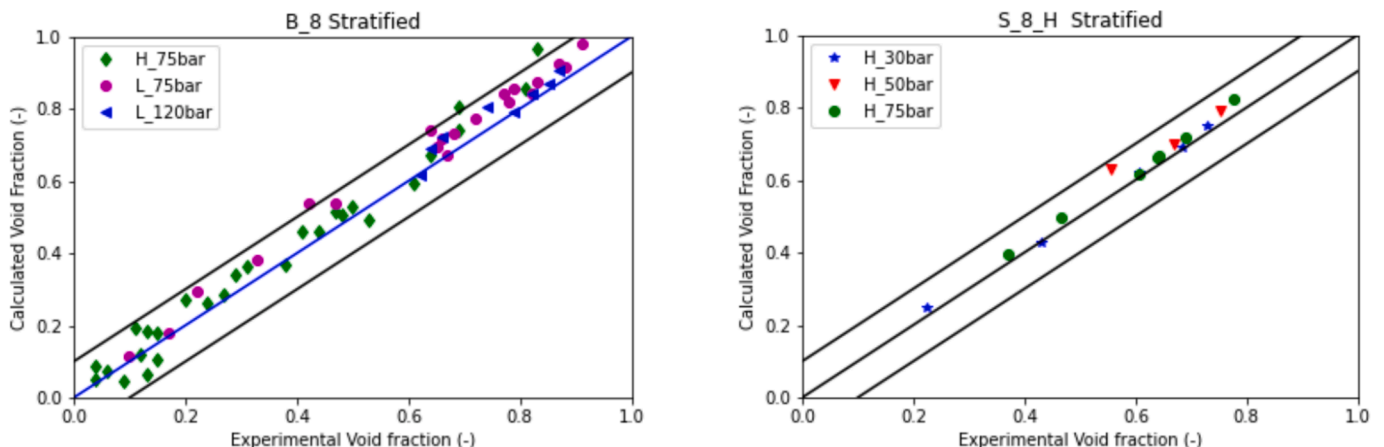 B_8 Stratified
Calculated Void Fraction (-)
1.0
0.8
0.6
0.4
0.2
0.0
H_75bar
L_75bar
L_120bar
0.0 0.2 0.4 0.6 0.8 1.0
Experimental Void fraction (-)
S_8_H Stratified
Calculated Void Fraction (-)
1.0
0.8
0.6
0.4
0.2
0.0
H_30bar
H_50bar
H_75bar
0.0 0.2 0.4 0.6 0.8 1.0
Experimental Void fraction (-)